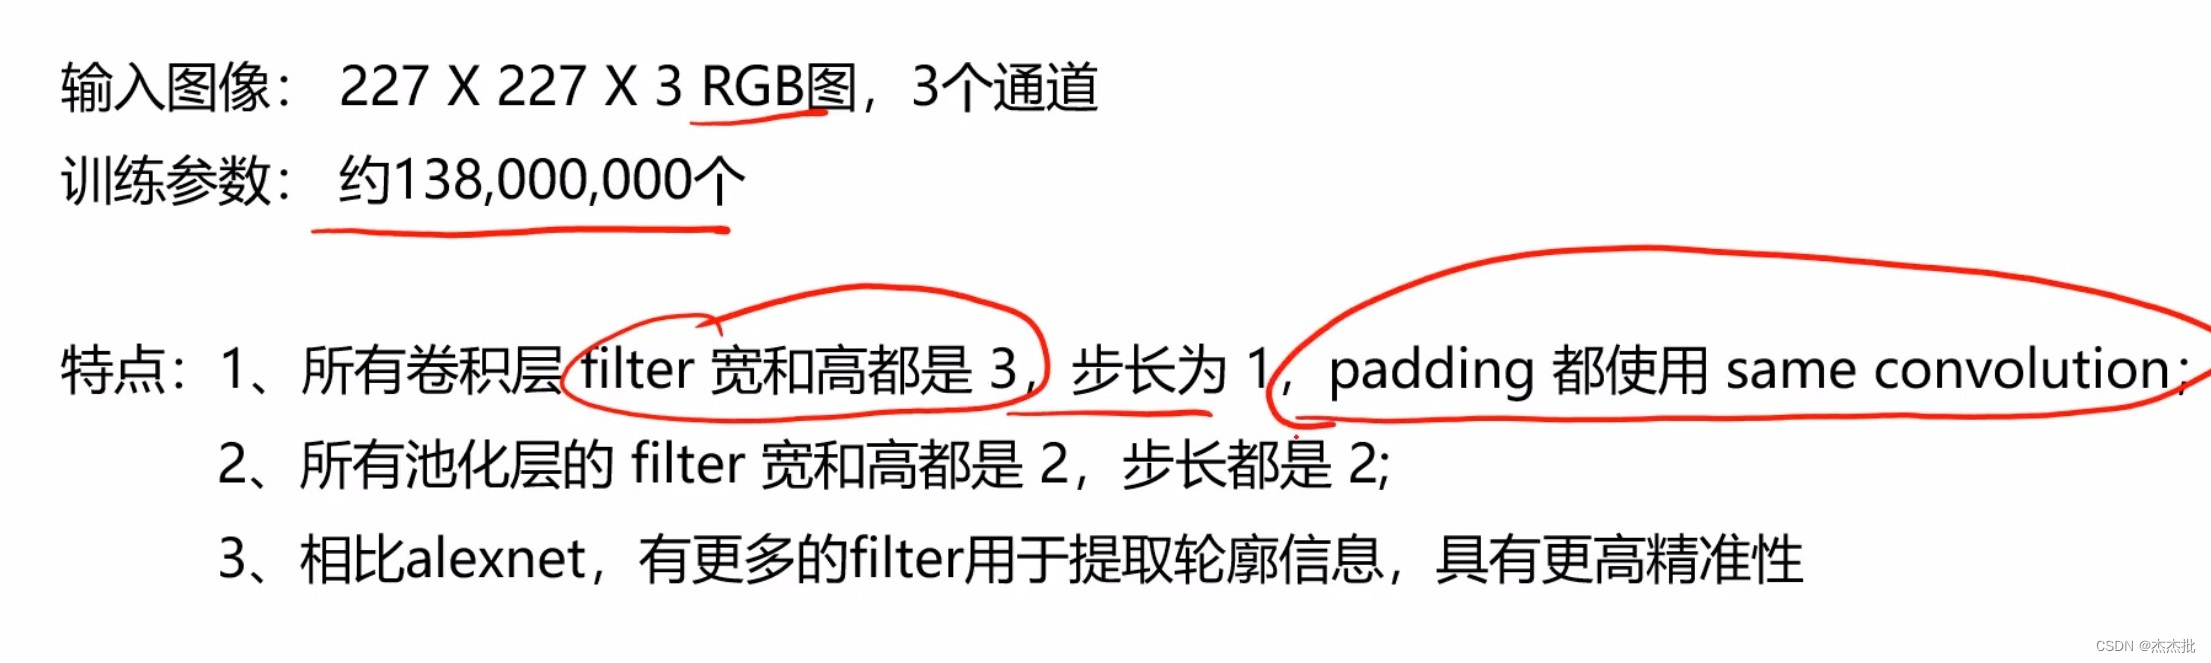 输入图像： 227 X 227 X 3 RGB图，3个通道
训练参数： 约138,000,000个
特点：1、所有卷积层 filter 宽和高都是 3，步长为 1，padding 都使用 same convolution；
2、所有池化层的 filter 宽和高都是 2，步长都是 2;
3、相比alexnet，有更多的filter用于提取轮廓信息，具有更高精准性
CSDN @杰杰批